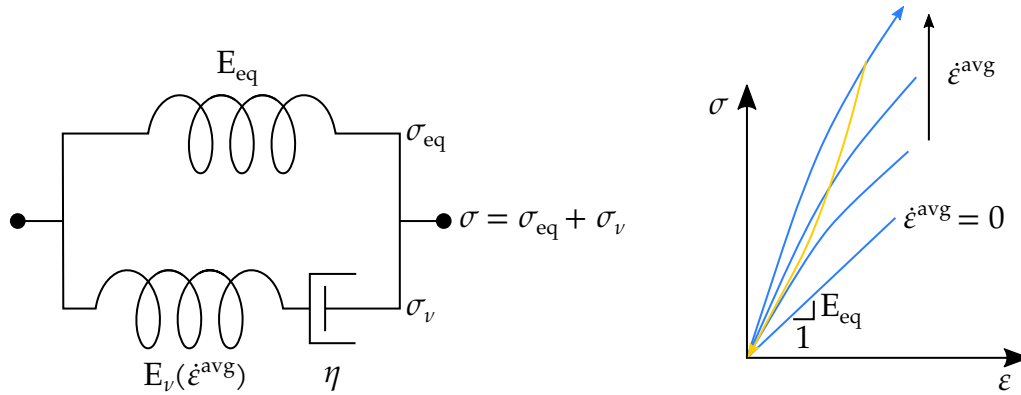 E_eq
σ_eq
σ = σ_eq + σ_ν
σ_ν
E_ν(ε̇^avg)
η
σ
ε̇^avg
ε̇^avg = 0
E_eq
1
ε